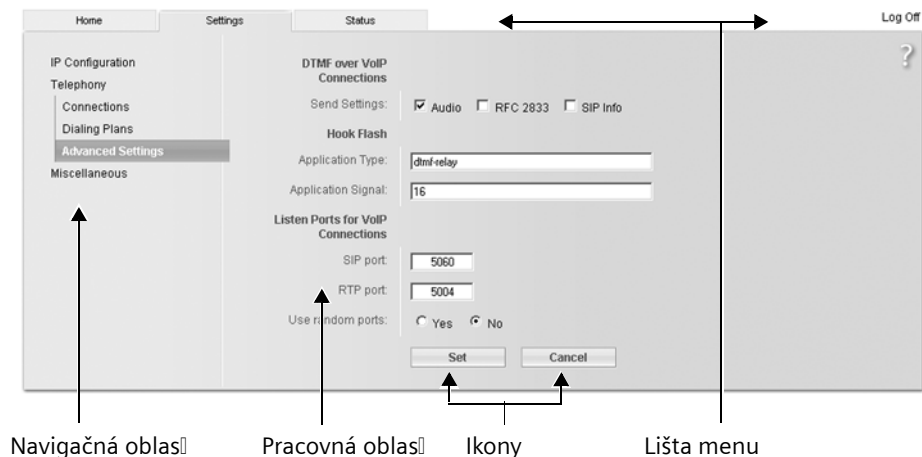 Home Settings Status Log Off
?
IP Configuration
Telephony
Connections
Dialing Plans
Advanced Settings
Miscellaneous
DTMF over VoIP
Connections
Send Settings: Audio RFC 2833 SIP Info
Hook Flash
Application Type: dtmf-relay
Application Signal: 16
Listen Ports for VoIP
Connections
SIP port: 5060
RTP port: 5004
Use random ports: Yes No
Set Cancel
Navigačná oblas▯ Pracovná oblas▯ Ikony Lišta menu